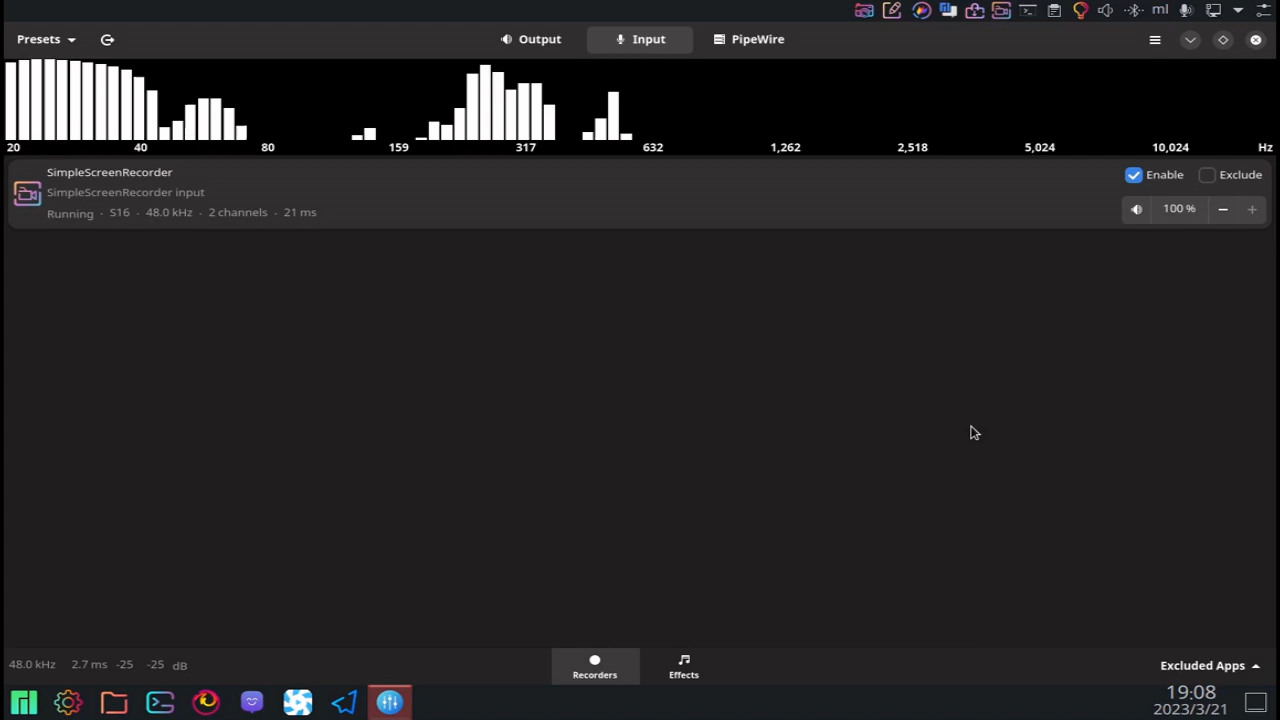 ml
Presets
Output
Input
PipeWire
20 40 80 159 317 632 1,262 2,518 5,024 10,024 Hz
SimpleScreenRecorder
SimpleScreenRecorder input
Running · S16 · 48.0 kHz · 2 channels · 21 ms
Enable
Exclude
100 %
48.0 kHz 2.7 ms -25 -25 dB
Recorders
Effects
Excluded Apps
19:08
2023/3/21